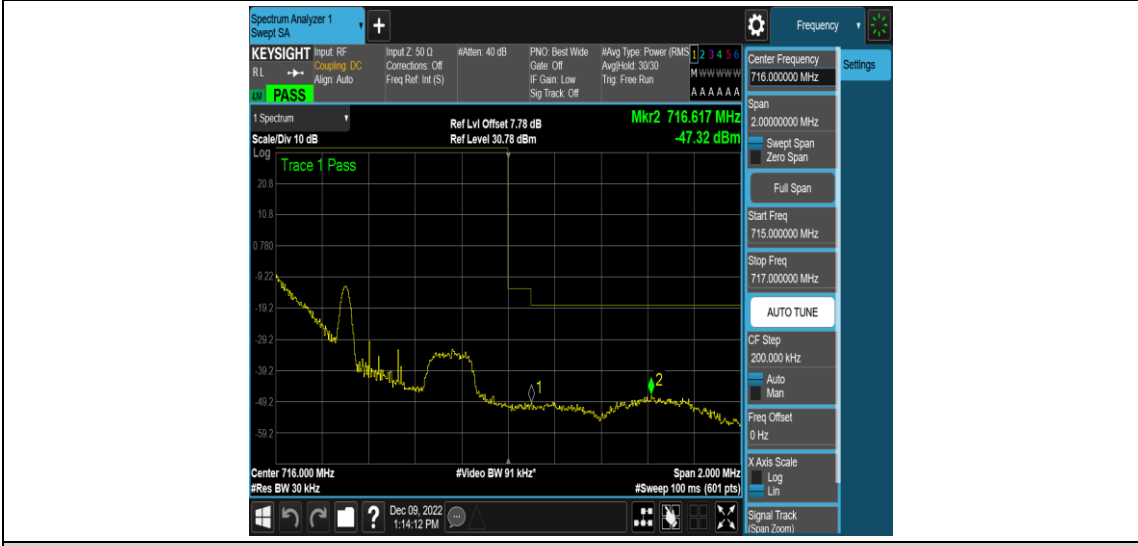 Spectrum Analyzer 1
Swept SA
+
Frequency
KEYSIGHT
Input: RF
Coupling: DC
Align: Auto
RL
LXI
PASS
Input Z: 50 Ω
Corrections: Off
Freq Ref: Int (S)
#Atten: 40 dB
PNO: Best Wide
Gate: Off
IF Gain: Low
Sig Track: Off
#Avg Type: Power (RMS
Avg|Hold: 30/30
Trig: Free Run
1 2 3 4 5 6
M W W W W W
A A A A A A
1 Spectrum
Scale/Div 10 dB
Ref Lvl Offset 7.78 dB
Ref Level 30.78 dBm
Mkr2 716.617 MHz
-47.32 dBm
Log
Trace 1 Pass
20.8
10.8
0.780
-9.22
-19.2
-29.2
-39.2
-49.2
-59.2
1
2
Center 716.000 MHz
#Res BW 30 kHz
#Video BW 91 kHz*
Span 2.000 MHz
#Sweep 100 ms (601 pts)
?
Dec 09, 2022
1:14:12 PM
Center Frequency
716.000000 MHz
Settings
Span
2.00000000 MHz
Swept Span
Zero Span
Full Span
Start Freq
715.000000 MHz
Stop Freq
717.000000 MHz
AUTO TUNE
CF Step
200.000 kHz
Auto
Man
Freq Offset
0 Hz
X Axis Scale
Log
Lin
Signal Track
(Span Zoom)